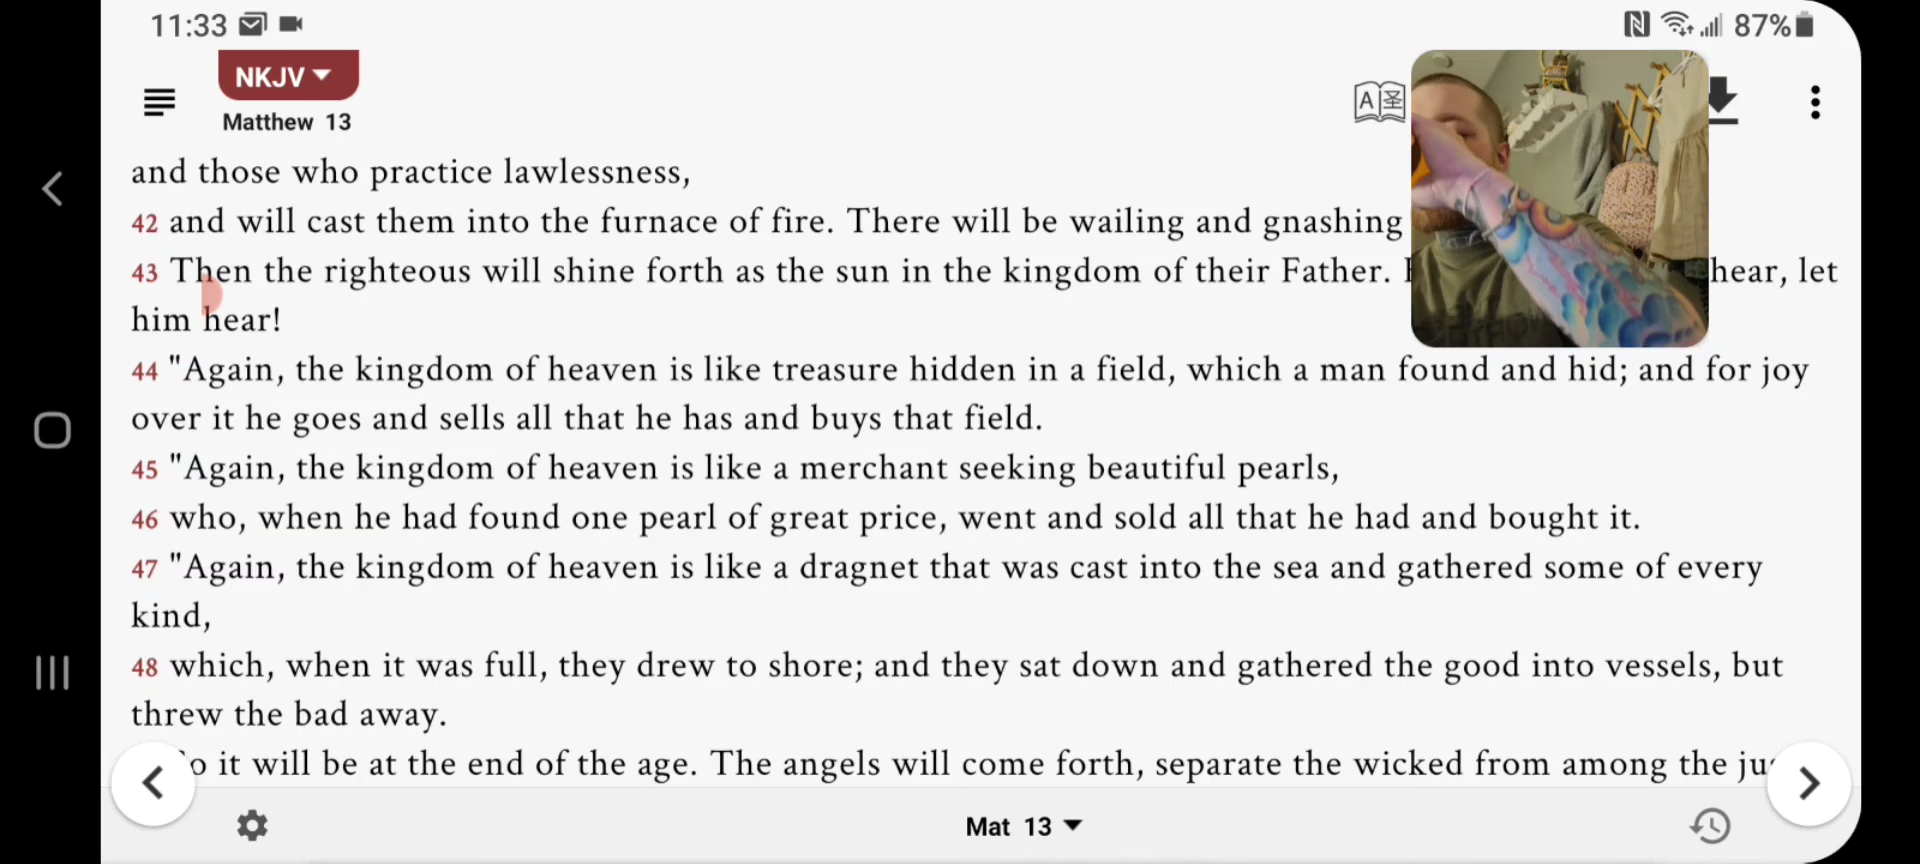 11:33 87%
NKJV
Matthew 13
A 圣
and those who practice lawlessness,
42 and will cast them into the furnace of fire. There will be wailing and gnashing
43 Then the righteous will shine forth as the sun in the kingdom of their Father. hear, let
him hear!
44 "Again, the kingdom of heaven is like treasure hidden in a field, which a man found and hid; and for joy
over it he goes and sells all that he has and buys that field.
45 "Again, the kingdom of heaven is like a merchant seeking beautiful pearls,
46 who, when he had found one pearl of great price, went and sold all that he had and bought it.
47 "Again, the kingdom of heaven is like a dragnet that was cast into the sea and gathered some of every
kind,
48 which, when it was full, they drew to shore; and they sat down and gathered the good into vessels, but
threw the bad away.
it will be at the end of the age. The angels will come forth, separate the wicked from among the
Mat 13